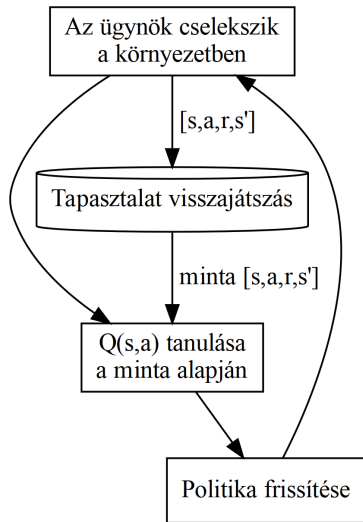 Az ügynök cselekszik
a környezetben
[s,a,r,s']
Tapasztalat visszajátszás
minta [s,a,r,s']
Q(s,a) tanulása
a minta alapján
Politika frissítése